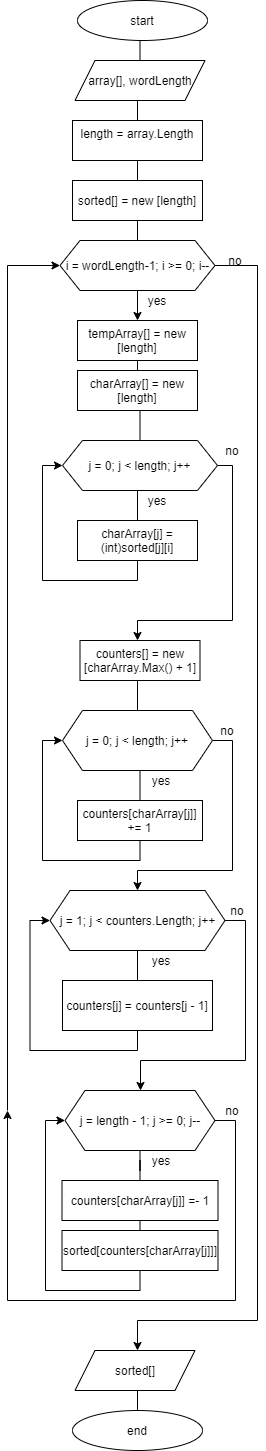 start
array[], wordLength
length = array.Length
sorted[] = new [length]
i = wordLength-1; i >= 0; i--
no
yes
tempArray[] = new
[length]
charArray[] = new
[length]
no
j = 0; j < length; j++
yes
charArray[j] =
(int)sorted[j][i]
counters[] = new
[charArray.Max() + 1]
no
j = 0; j < length; j++
yes
counters[charArray[j]]
+= 1
no
j = 1; j < counters.Length; j++
yes
counters[j] = counters[j - 1]
no
j = length - 1; j >= 0; j--
yes
counters[charArray[j]] =- 1
sorted[counters[charArray[j]]]
sorted[]
end